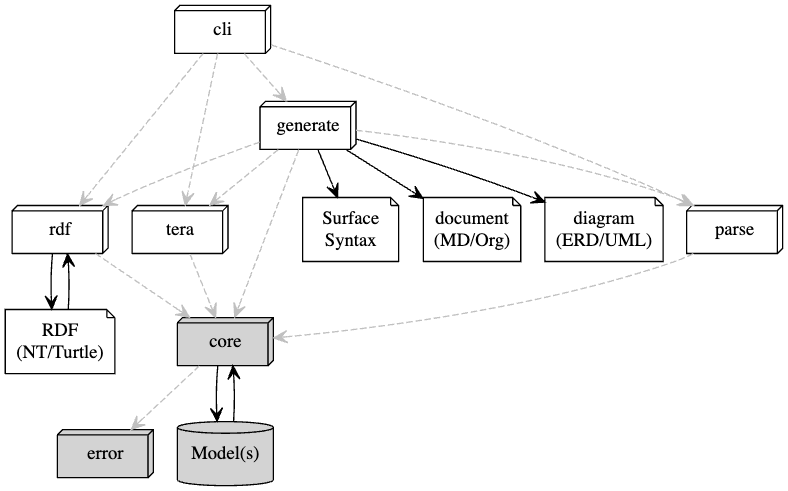 cli
generate
rdf
tera
Surface
Syntax
document
(MD/Org)
diagram
(ERD/UML)
parse
RDF
(NT/Turtle)
core
error
Model(s)